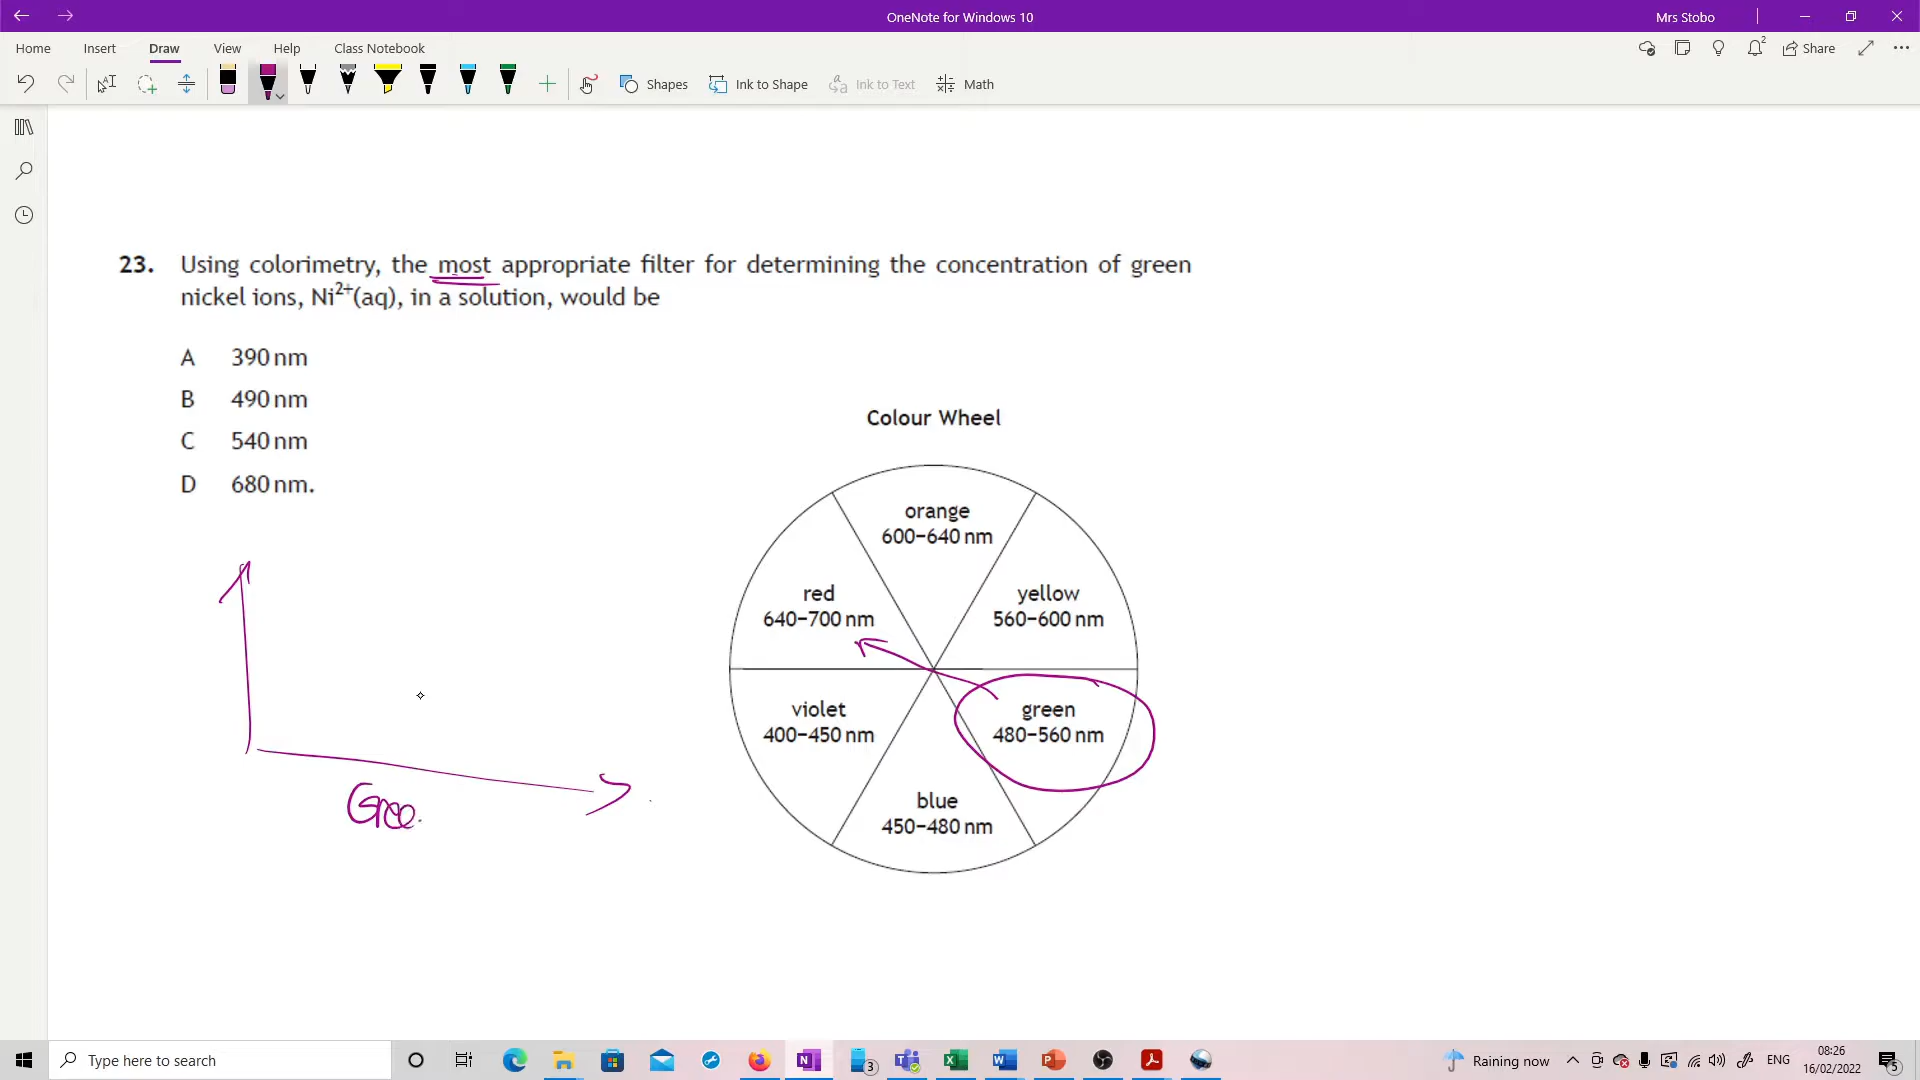 OneNote for Windows 10
Mrs Stobo
Home Insert Draw View Help Class Notebook
2
Share
Shapes Ink to Shape Ink to Text Math
23. Using colorimetry, the most appropriate filter for determining the concentration of green
nickel ions, Ni²⁺(aq), in a solution, would be
A 390 nm
B 490 nm
C 540 nm
D 680 nm.
Colour Wheel
orange
600–640 nm
red
640–700 nm
yellow
560–600 nm
violet
400–450 nm
green
480–560 nm
blue
450–480 nm
Gree
Type here to search
3
Raining now
ENG
08:26
16/02/2022
5